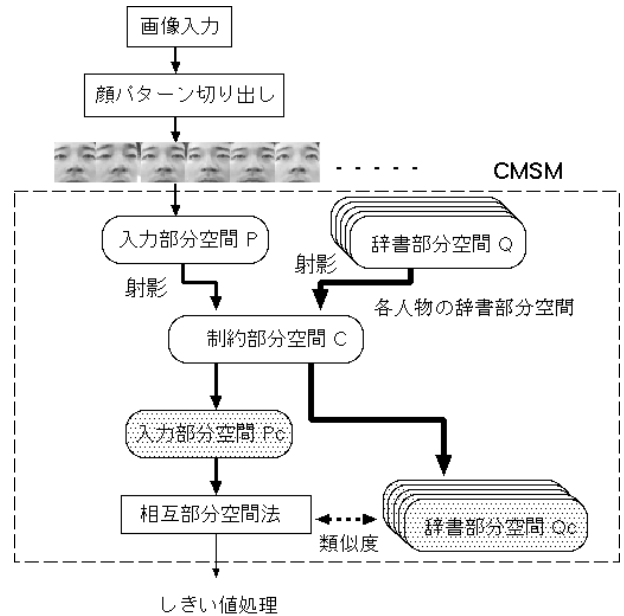 画像入力
顔パターン切り出し
- - - - -
CMSM
入力部分空間 P
辞書部分空間 Q
射影
射影
各人物の辞書部分空間
制約部分空間 C
入力部分空間 Pc
相互部分空間法
類似度
辞書部分空間 Qc
しきい値処理